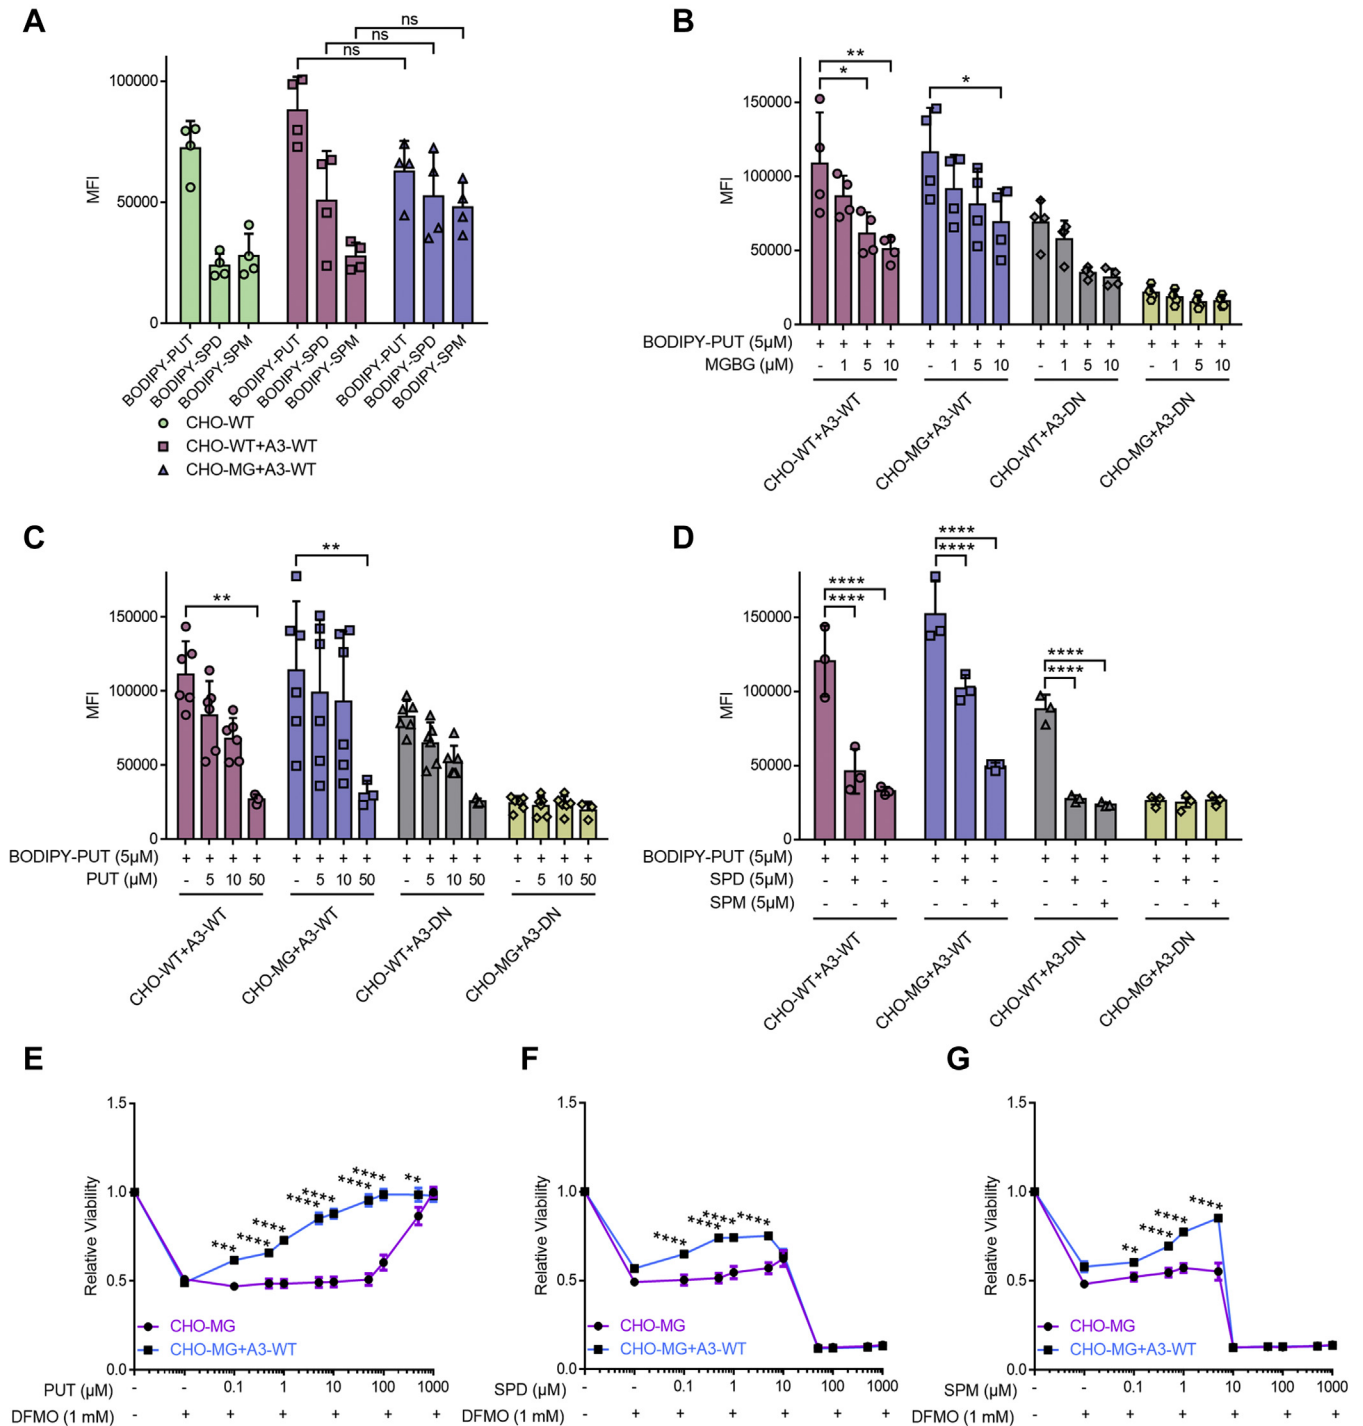 A
ns
ns
ns
100000
50000
0
MFI
BODIPY-PUT
BODIPY-SPD
BODIPY-SPM
BODIPY-PUT
BODIPY-SPD
BODIPY-SPM
BODIPY-PUT
BODIPY-SPD
BODIPY-SPM
CHO-WT
CHO-WT+A3-WT
CHO-MG+A3-WT
B
**
*
*
150000
100000
50000
0
MFI
BODIPY-PUT (5µM) + + + + + + + + + + + + + + + +
MGBG (µM) - 1 5 10 - 1 5 10 - 1 5 10 - 1 5 10
CHO-WT+A3-WT
CHO-MG+A3-WT
CHO-WT+A3-DN
CHO-MG+A3-DN
C
**
**
150000
100000
50000
0
MFI
BODIPY-PUT (5µM) + + + + + + + + + + + + + + + +
PUT (µM) - 5 10 50 - 5 10 50 - 5 10 50 - 5 10 50
CHO-WT+A3-WT
CHO-MG+A3-WT
CHO-WT+A3-DN
CHO-MG+A3-DN
D
****
****
****
****
****
****
150000
100000
50000
0
MFI
BODIPY-PUT (5µM) + + + + + + + + + + + +
SPD (5µM) - + - - + - - + - - + -
SPM (5µM) - - + - - + - - + - - +
CHO-WT+A3-WT
CHO-MG+A3-WT
CHO-WT+A3-DN
CHO-MG+A3-DN
E
1.5
1.0
0.5
0.0
Relative Viability
***
****
****
****
****
****
****
**
CHO-MG
CHO-MG+A3-WT
PUT (µM) - - 0.1 1 10 100 1000
DFMO (1 mM) - + + + + + +
F
1.5
1.0
0.5
0.0
Relative Viability
****
****
****
****
CHO-MG
CHO-MG+A3-WT
SPD (µM) - - 0.1 1 10 100 1000
DFMO (1 mM) - + + + + + +
G
1.5
1.0
0.5
0.0
Relative Viability
**
****
****
****
CHO-MG
CHO-MG+A3-WT
SPM (µM) - - 0.1 1 10 100 1000
DFMO (1 mM) - + + + + + +